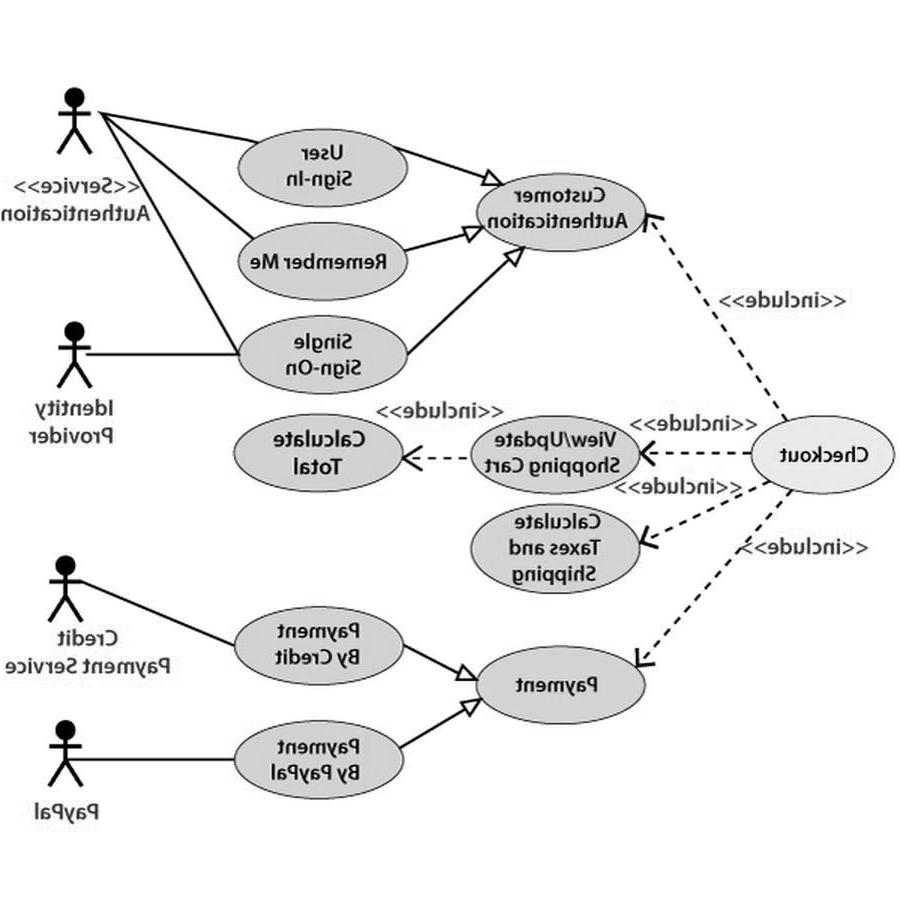 User
Sign-In
Customer
Authentication
<<Service>>
Authentication
Remember Me
<<include>>
Single
Sign-On
Identity
Provider
<<include>>
<<include>>
View/Update
Shopping Cart
Calculate
Total
Checkout
<<include>>
Calculate
Taxes and
Shipping
<<include>>
Credit
Payment Service
Payment
By Credit
Payment
Payment
By PayPal
PayPal